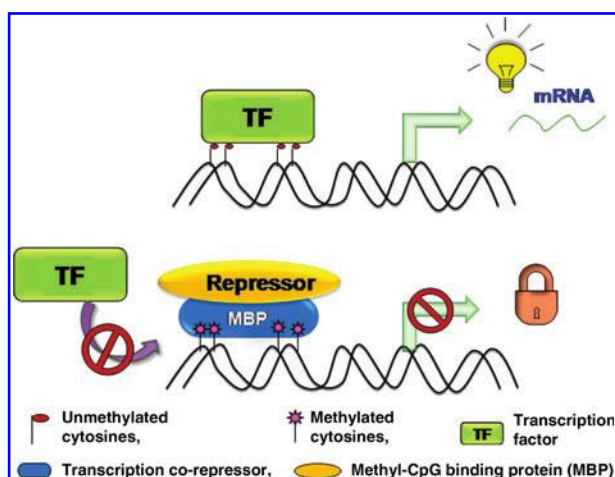 TF
mRNA
TF
Repressor
MBP
Unmethylated
cytosines,
Methylated
cytosines,
TF
Transcription
factor
Transcription co-repressor,
Methyl-CpG binding protein (MBP)